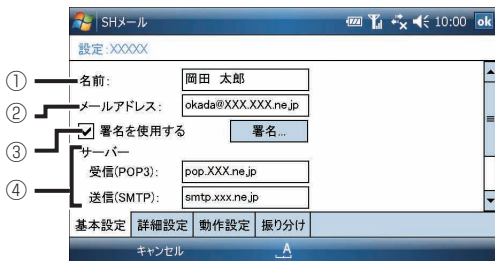 SHメール 10:00 ok
設定:XXXXX
① 名前: 岡田 太郎
② メールアドレス: okada@XXX.XXX.ne.jp
③ 署名を使用する 署名...
④ サーバー
受信(POP3): pop.XXX.ne.jp
送信(SMTP): smtp.xxx.ne.jp
基本設定 詳細設定 動作設定 振り分け
キャンセル A